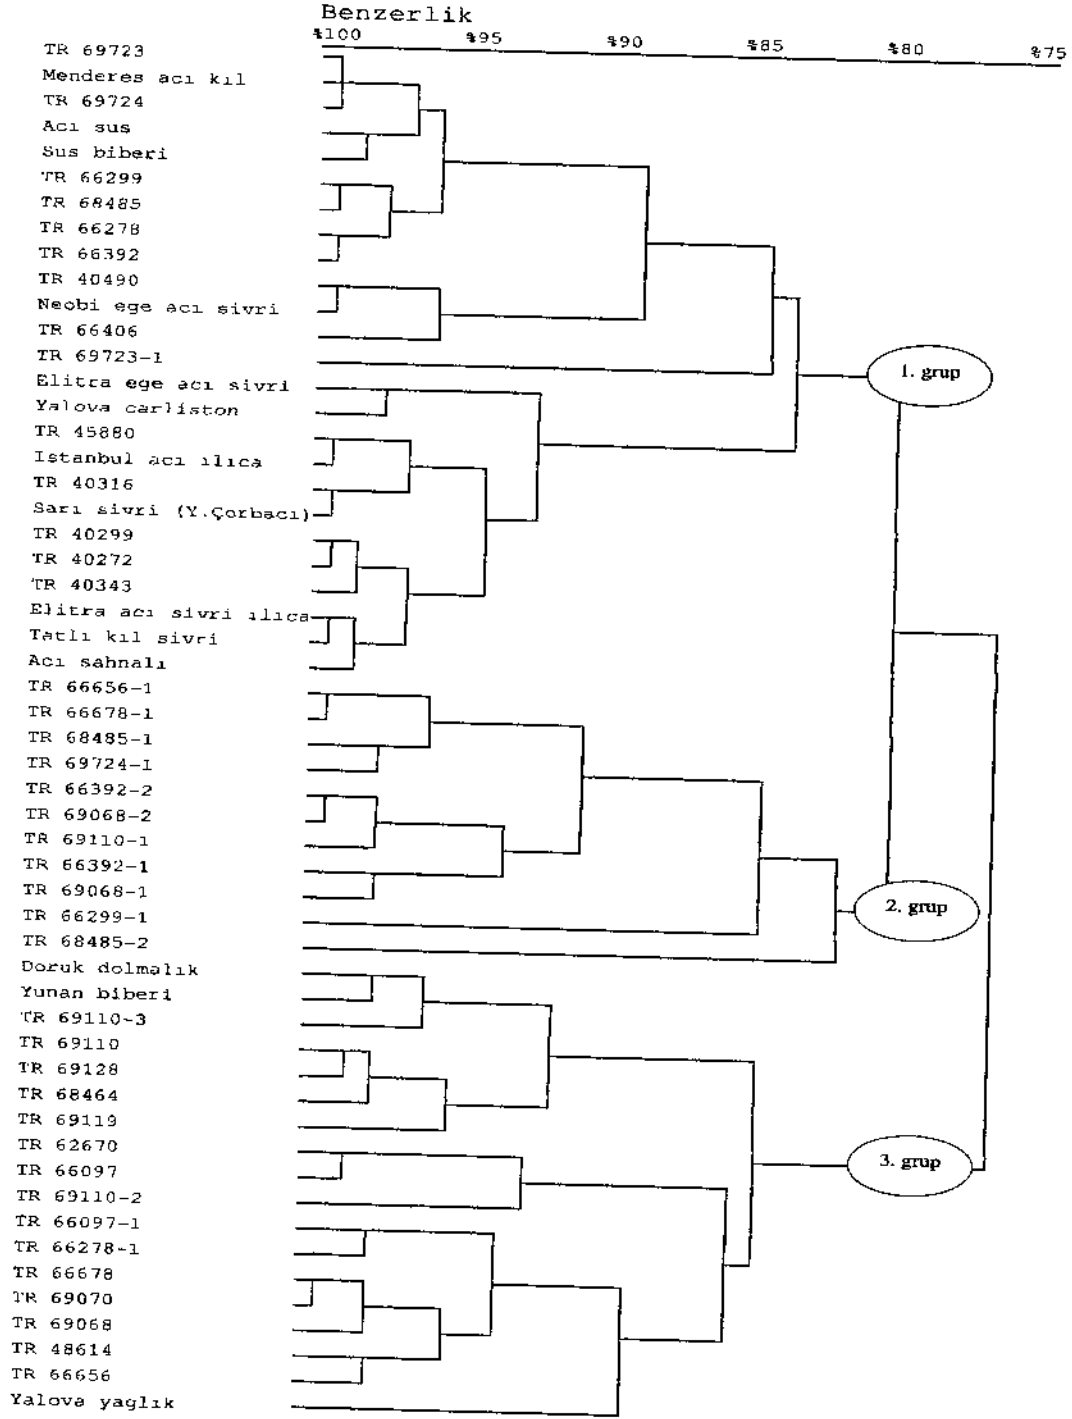 Benzerlik
%100 %95 %90 %85 %80 %75
TR 69723
Menderes acı kıl
TR 69724
Acı sus
Sus biberi
TR 66299
TR 68485
TR 66278
TR 66392
TR 40490
Neobi ege acı sivri
TR 66406
TR 69723-1
1. grup
Elitra ege acı sivri
Yalova carliston
TR 45880
Istanbul acı ılıca
TR 40316
Sarı sivri (Y.Çorbacı)
TR 40299
TR 40272
TR 40343
Elitra acı sivri ılıca
Tatlı kıl sivri
Acı sahnalı
TR 66656-1
TR 66678-1
TR 68485-1
TR 69724-1
TR 66392-2
TR 69068-2
TR 69110-1
TR 66392-1
TR 69068-1
2. grup
TR 66299-1
TR 68485-2
Doruk dolmalık
Yunan biberi
TR 69110-3
TR 69110
TR 69128
TR 68464
TR 69119
TR 62670
3. grup
TR 66097
TR 69110-2
TR 66097-1
TR 66278-1
TR 66678
TR 69070
TR 69068
TR 48614
TR 66656
Yalova yaglık